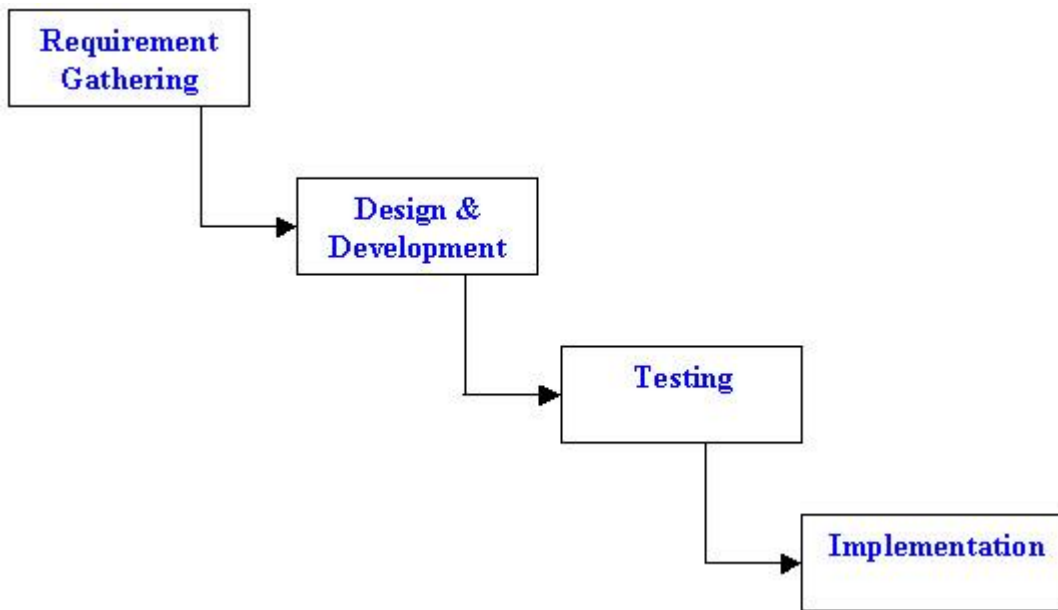 Requirement
Gathering
Design &
Development
Testing
Implementation